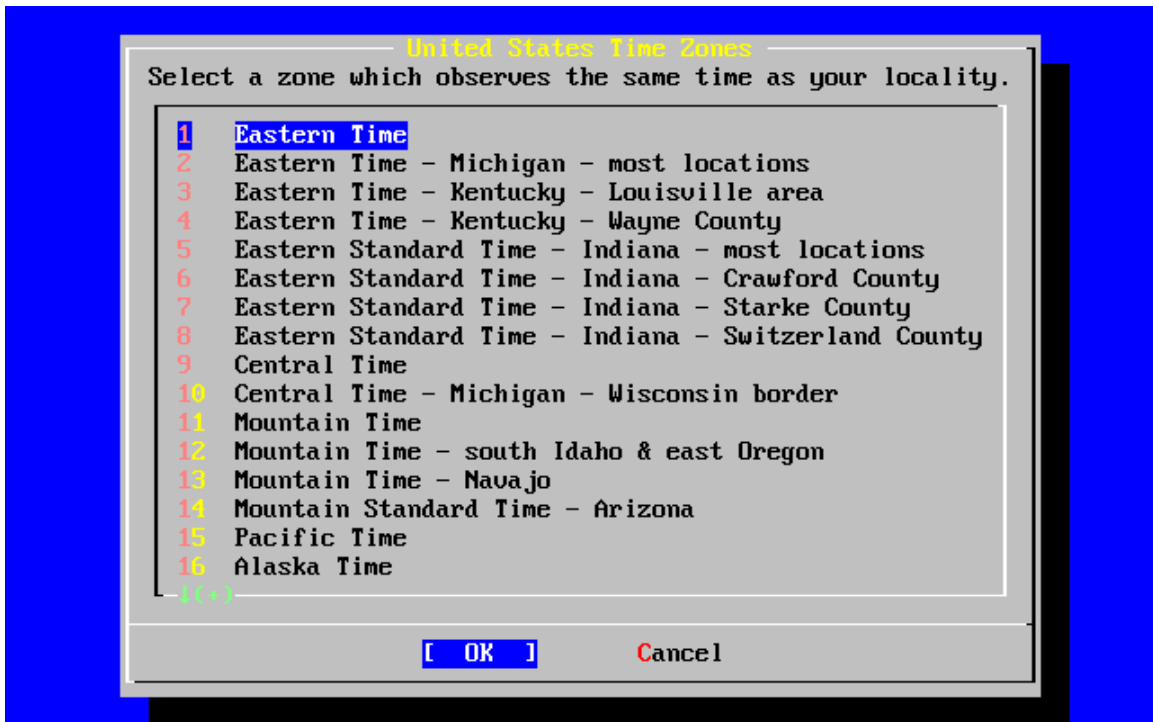 United States Time Zones
Select a zone which observes the same time as your locality.
1 Eastern Time
2 Eastern Time - Michigan - most locations
3 Eastern Time - Kentucky - Louisville area
4 Eastern Time - Kentucky - Wayne County
5 Eastern Standard Time - Indiana - most locations
6 Eastern Standard Time - Indiana - Crawford County
7 Eastern Standard Time - Indiana - Starke County
8 Eastern Standard Time - Indiana - Switzerland County
9 Central Time
10 Central Time - Michigan - Wisconsin border
11 Mountain Time
12 Mountain Time - south Idaho & east Oregon
13 Mountain Time - Navajo
14 Mountain Standard Time - Arizona
15 Pacific Time
16 Alaska Time
↓(+)
[ OK ] Cancel